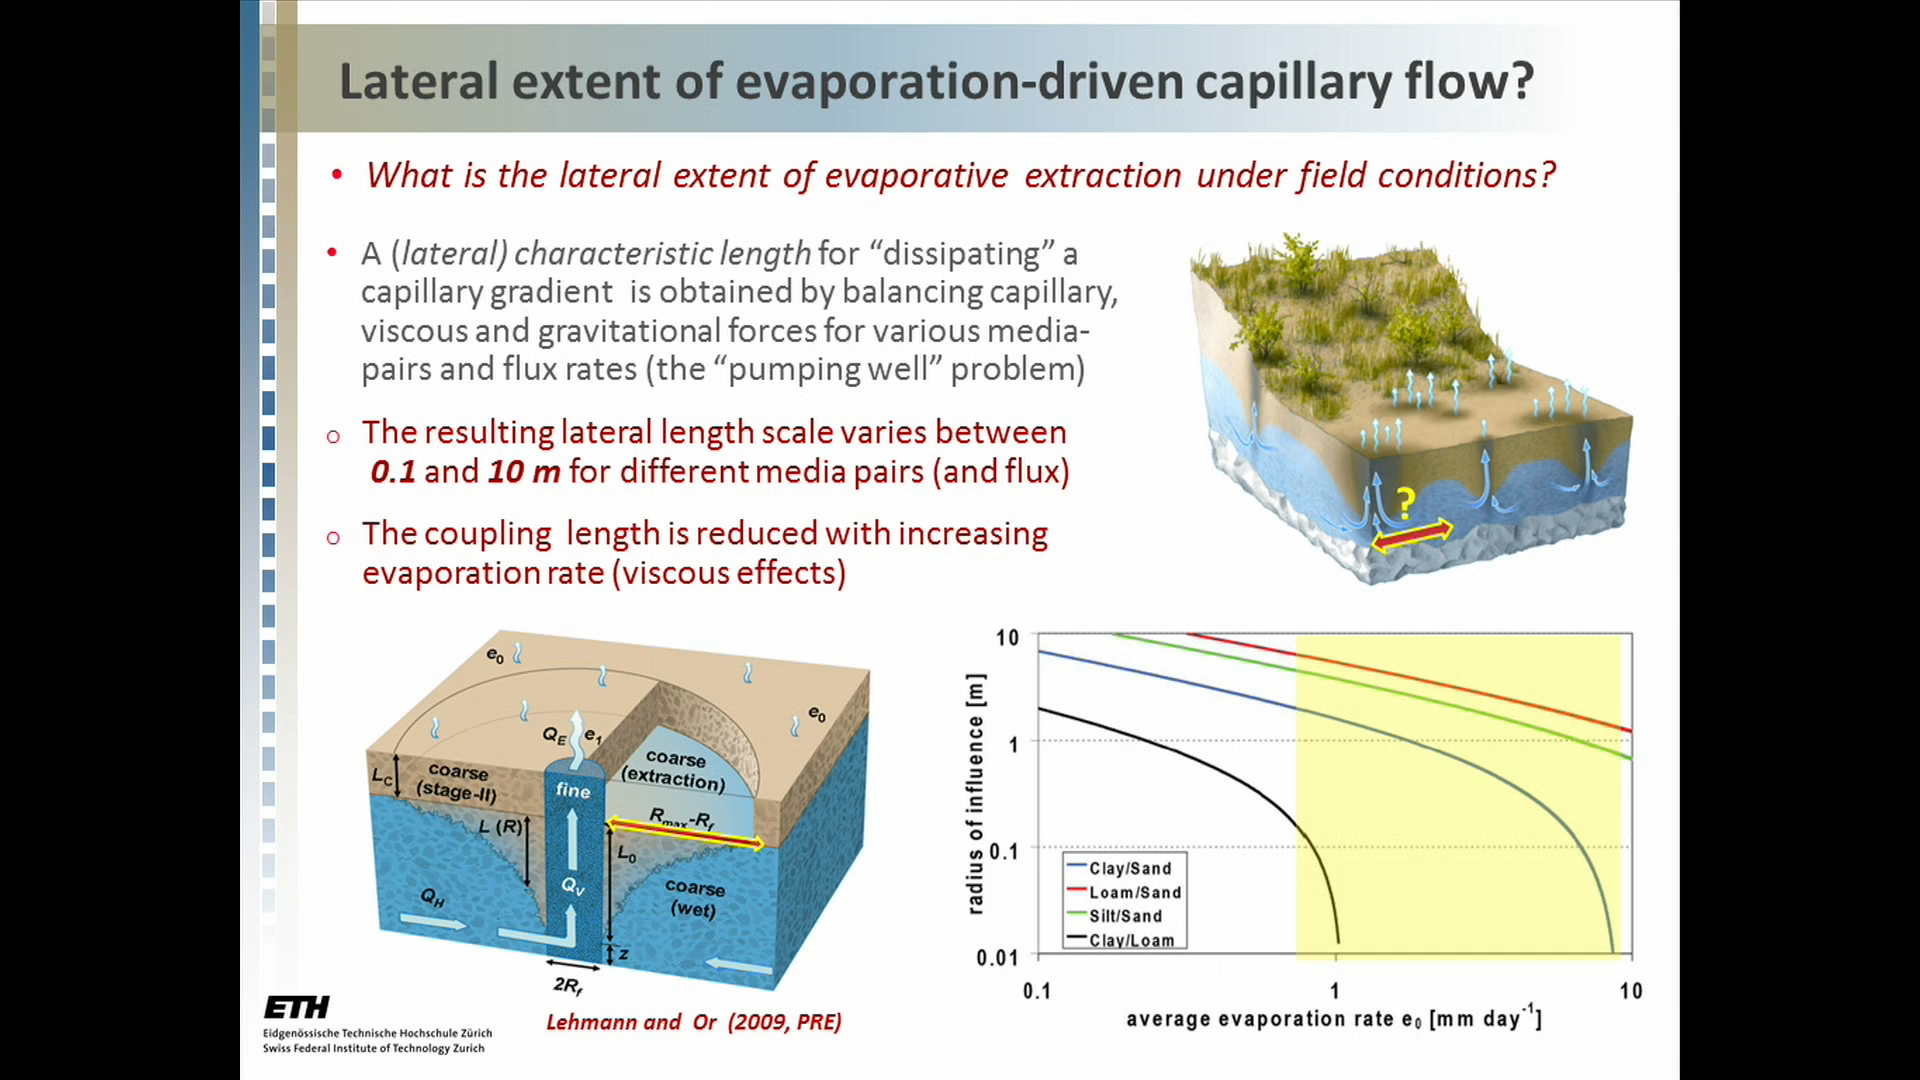 Lateral extent of evaporation-driven capillary flow?
• What is the lateral extent of evaporative extraction under field conditions?
• A (lateral) characteristic length for “dissipating” a
capillary gradient is obtained by balancing capillary,
viscous and gravitational forces for various media-
pairs and flux rates (the “pumping well” problem)
o The resulting lateral length scale varies between
0.1 and 10 m for different media pairs (and flux)
o The coupling length is reduced with increasing
evaporation rate (viscous effects)
?
e0
e0
QE e1
LC
coarse
(stage-II)
fine
coarse
(extraction)
L (R)
Rmax-Rf
L0
QV
QH
coarse
(wet)
z
2Rf
Lehmann and Or (2009, PRE)
10
1
0.1
0.01
radius of influence [m]
Clay/Sand
Loam/Sand
Silt/Sand
Clay/Loam
0.1 1 10
average evaporation rate e0 [mm day-1]
ETH
Eidgenössische Technische Hochschule Zürich
Swiss Federal Institute of Technology Zurich